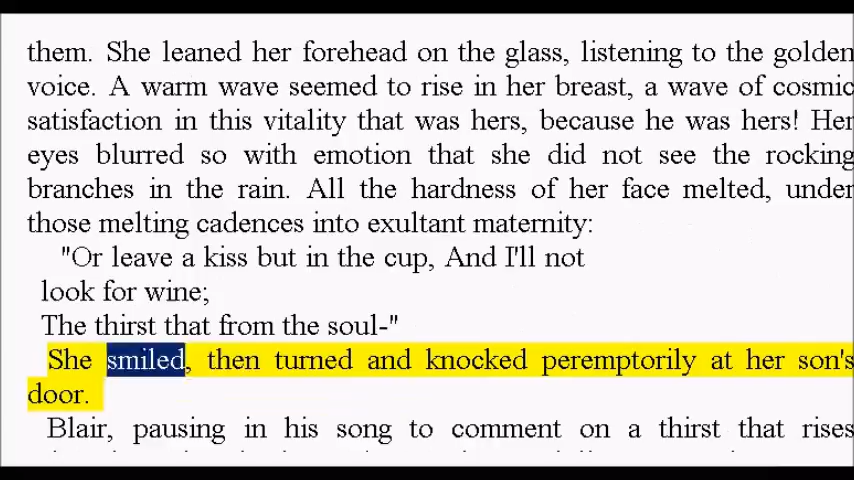 them. She leaned her forehead on the glass, listening to the golden
voice. A warm wave seemed to rise in her breast, a wave of cosmic
satisfaction in this vitality that was hers, because he was hers! Her
eyes blurred so with emotion that she did not see the rocking
branches in the rain. All the hardness of her face melted, under
those melting cadences into exultant maternity:
"Or leave a kiss but in the cup, And I'll not
look for wine;
The thirst that from the soul-"
She smiled, then turned and knocked peremptorily at her son's
door.
Blair, pausing in his song to comment on a thirst that rises